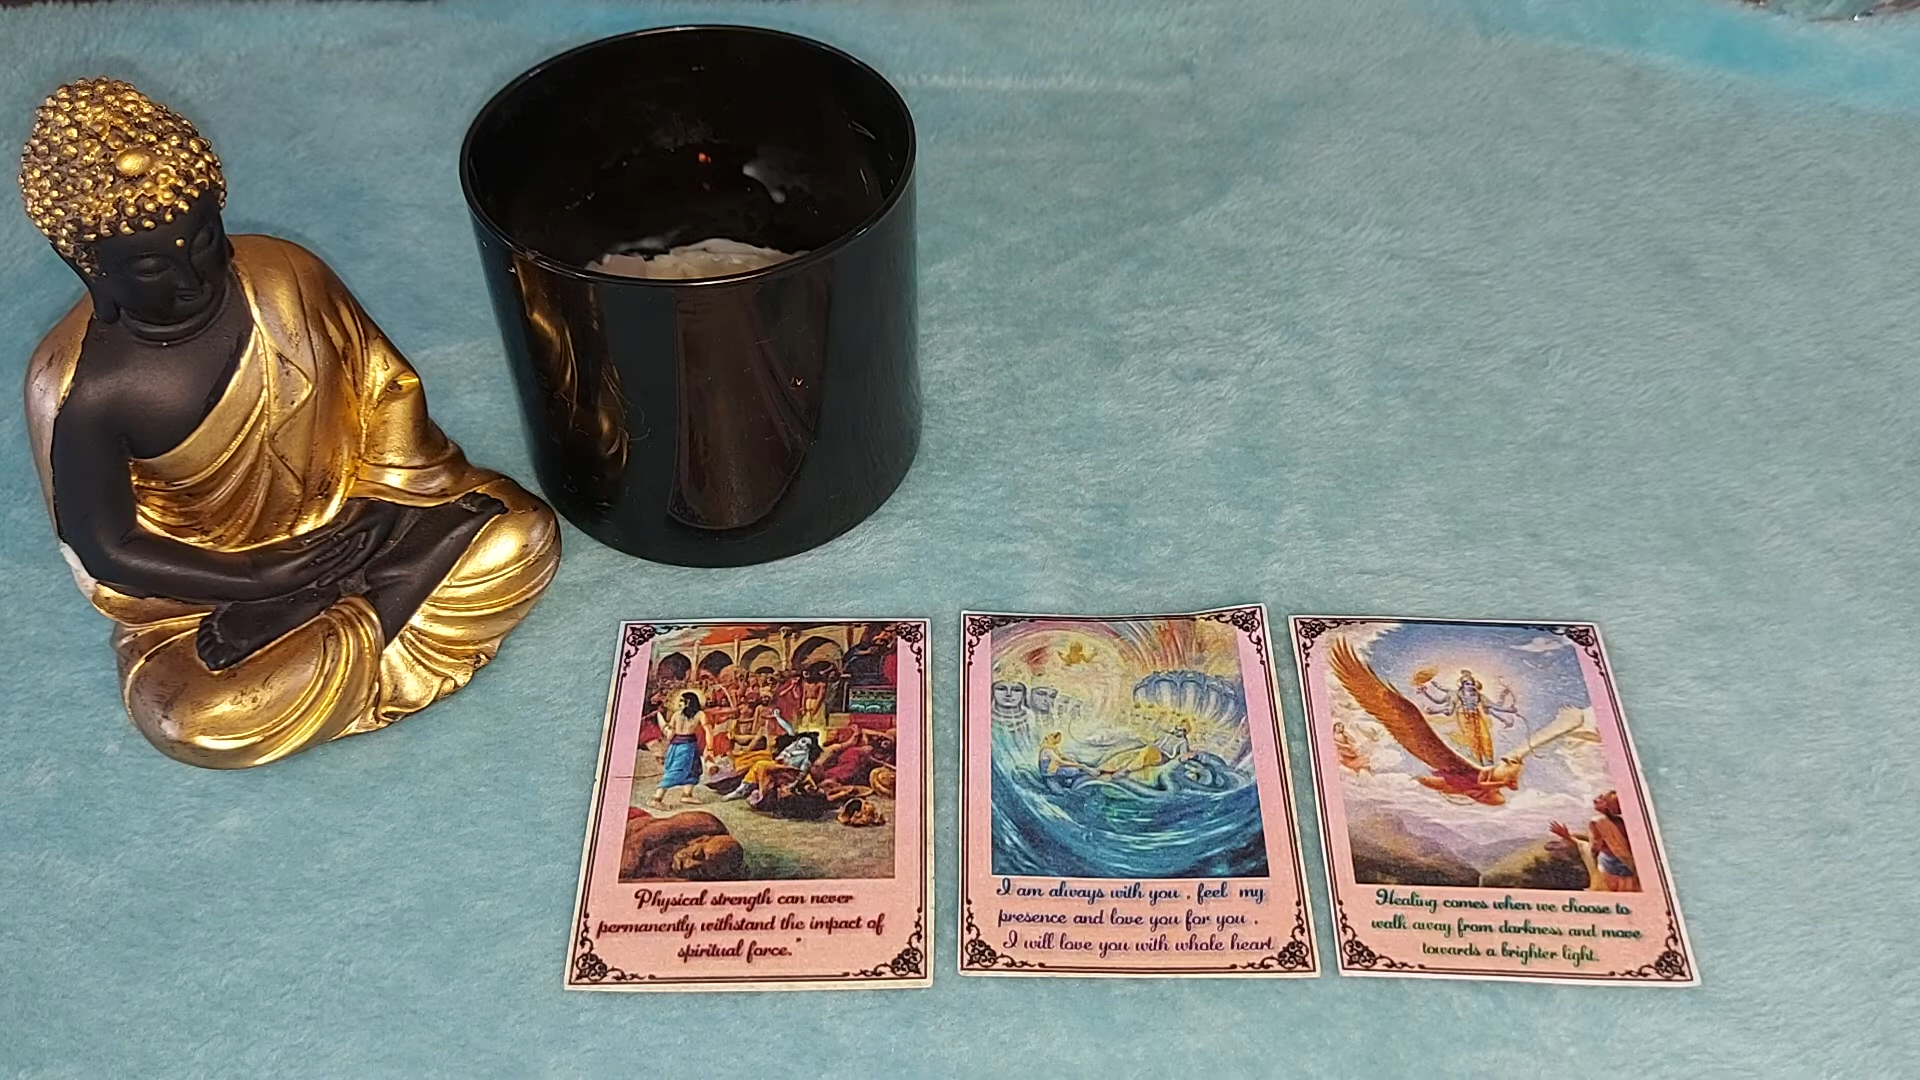 Physical strength can never
permanently withstand the impact of
spiritual force."
I am always with you , feel my
presence and love you for you .
I will love you with whole heart
Healing comes when we choose to
walk away from darkness and move
towards a brighter light.